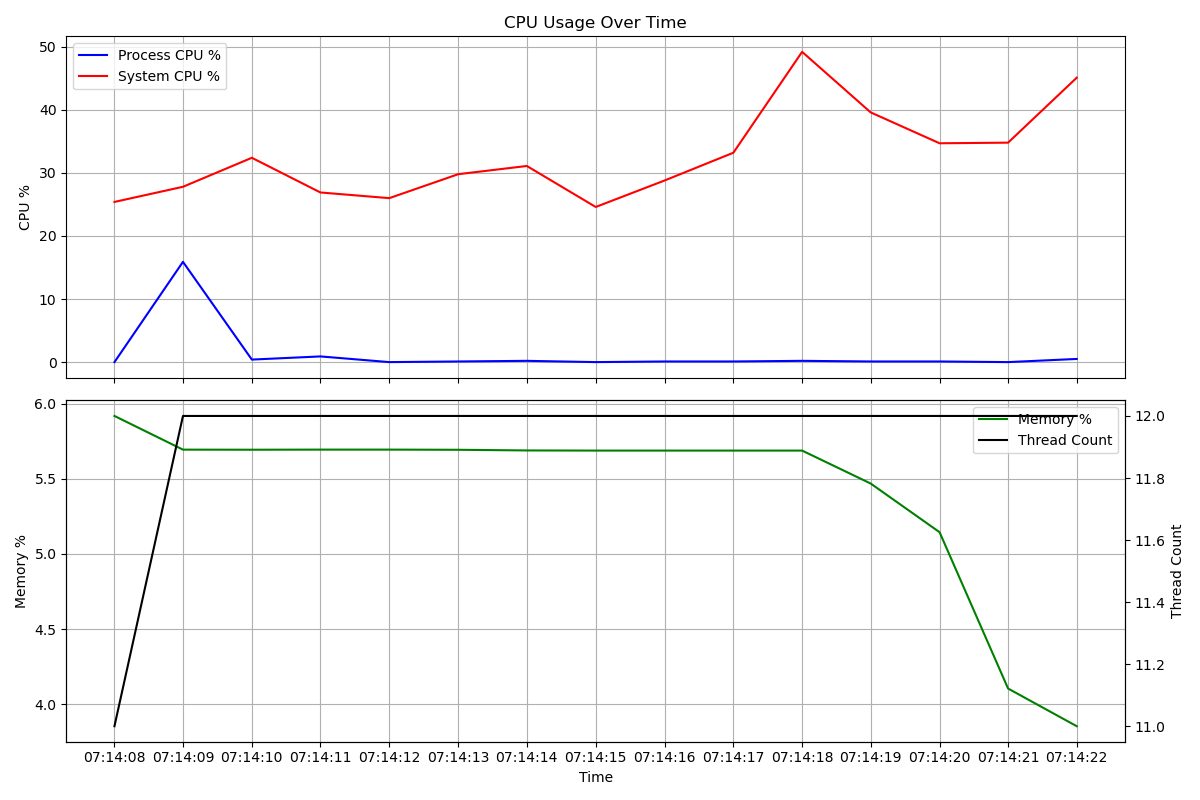 CPU Usage Over Time
50
40
30
20
10
0
CPU %
Process CPU %
System CPU %
6.0
5.5
5.0
4.5
4.0
Memory %
Memory %
Thread Count
12.0
11.8
11.6
11.4
11.2
11.0
Thread Count
07:14:08 07:14:09 07:14:10 07:14:11 07:14:12 07:14:13 07:14:14 07:14:15 07:14:16 07:14:17 07:14:18 07:14:19 07:14:20 07:14:21 07:14:22
Time